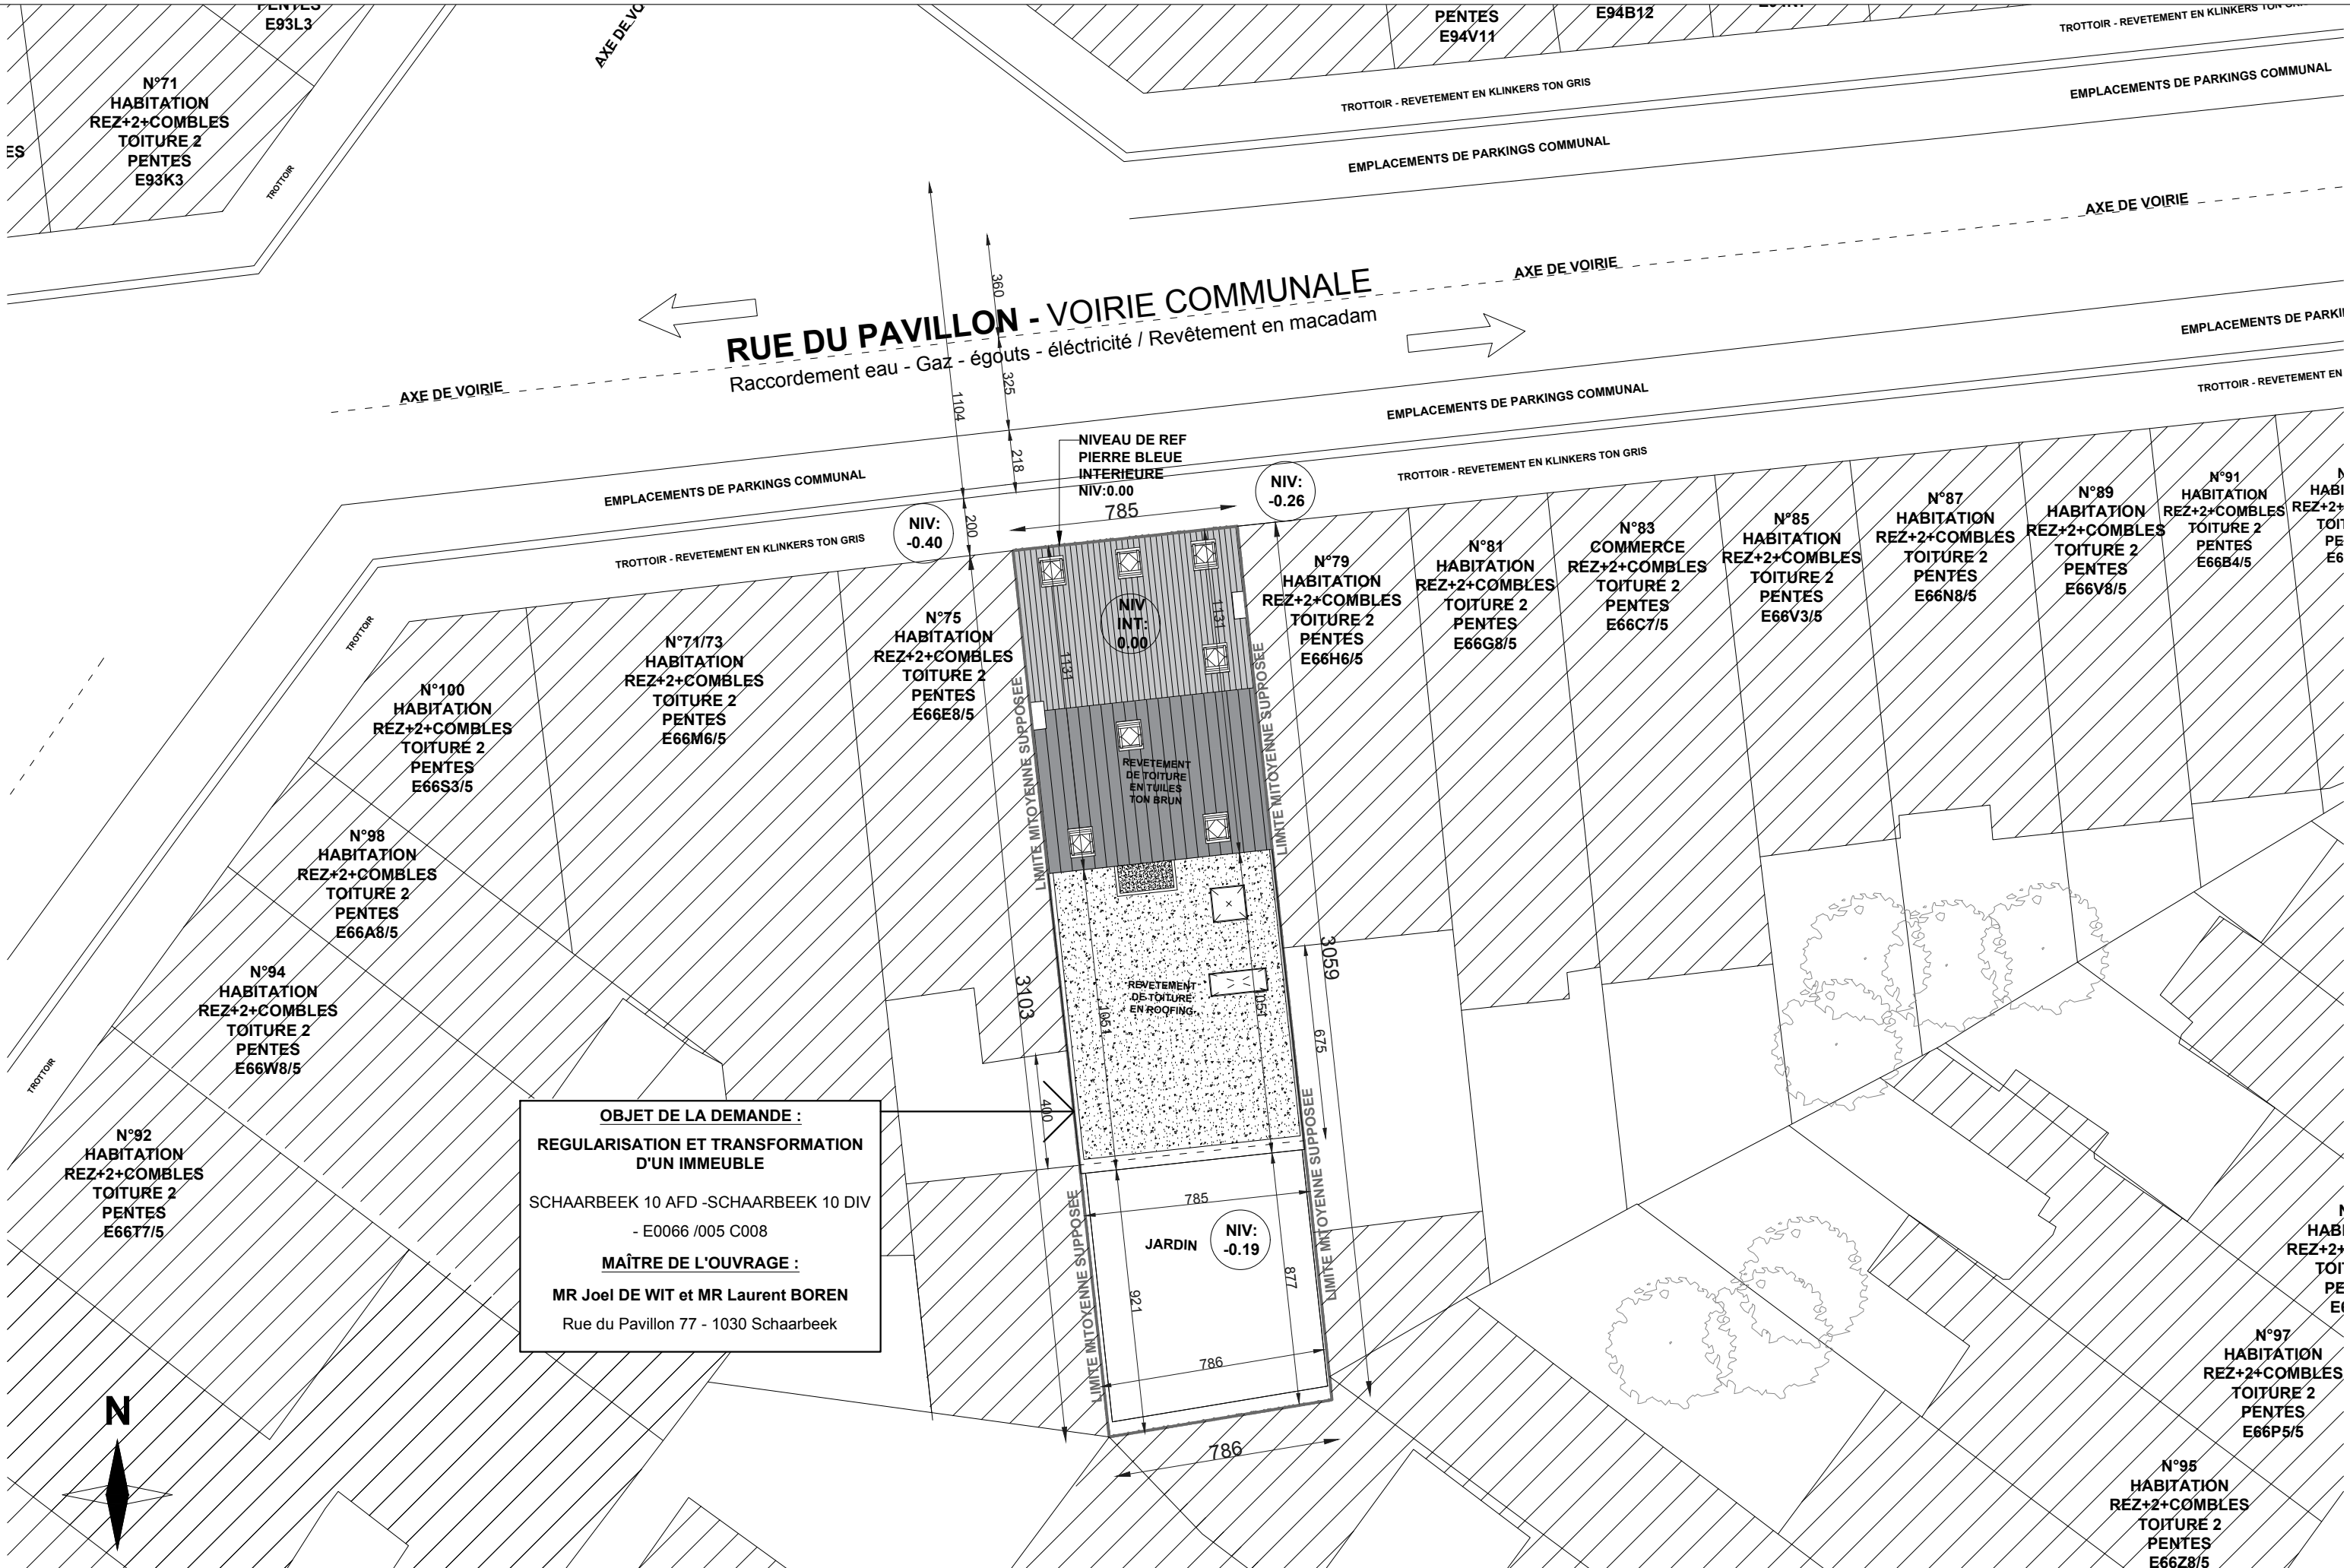 E93L3
N°71
HABITATION
REZ+2+COMBLES
TOITURE 2
PENTES
E93K3
ES
TROTTOIR
PENTES
E94V11
E94B12
TROTTOIR - REVETEMENT EN KLINKERS TON GRIS
TROTTOIR - REVETEMENT EN KLINKERS TON GRIS
EMPLACEMENTS DE PARKINGS COMMUNAL
EMPLACEMENTS DE PARKINGS COMMUNAL
AXE DE VOIRIE
AXE DE VOIRIE
AXE DE VOIRIE
RUE DU PAVILLON - VOIRIE COMMUNALE
Raccordement eau - Gaz - égouts - éléctricité / Revêtement en macadam
360
325
1104
218
200
EMPLACEMENTS DE PARKI
TROTTOIR - REVETEMENT EN
EMPLACEMENTS DE PARKINGS COMMUNAL
TROTTOIR - REVETEMENT EN KLINKERS TON GRIS
EMPLACEMENTS DE PARKINGS COMMUNAL
TROTTOIR - REVETEMENT EN KLINKERS TON GRIS
TROTTOIR
TROTTOIR
NIVEAU DE REF
PIERRE BLEUE
INTERIEURE
NIV:0.00
785
NIV:
-0.40
NIV:
-0.26
NIV
INT:
0.00
1131
1131
N°100
HABITATION
REZ+2+COMBLES
TOITURE 2
PENTES
E66S3/5
N°71/73
HABITATION
REZ+2+COMBLES
TOITURE 2
PENTES
E66M6/5
N°75
HABITATION
REZ+2+COMBLES
TOITURE 2
PENTES
E66E8/5
N°79
HABITATION
REZ+2+COMBLES
TOITURE 2
PENTES
E66H6/5
N°81
HABITATION
REZ+2+COMBLES
TOITURE 2
PENTES
E66G8/5
N°83
COMMERCE
REZ+2+COMBLES
TOITURE 2
PENTES
E66C7/5
N°85
HABITATION
REZ+2+COMBLES
TOITURE 2
PENTES
E66V3/5
N°87
HABITATION
REZ+2+COMBLES
TOITURE 2
PENTES
E66N8/5
N°89
HABITATION
REZ+2+COMBLES
TOITURE 2
PENTES
E66V8/5
N°91
HABITATION
REZ+2+COMBLES
TOITURE 2
PENTES
E66B4/5
N°98
HABITATION
REZ+2+COMBLES
TOITURE 2
PENTES
E66A8/5
N°94
HABITATION
REZ+2+COMBLES
TOITURE 2
PENTES
E66W8/5
N°92
HABITATION
REZ+2+COMBLES
TOITURE 2
PENTES
E66T7/5
LIMITE MITOYENNE SUPPOSEE
LIMITE MITOYENNE SUPPOSEE
REVETEMENT
DE TOITURE
EN TUILES
TON BRUN
REVETEMENT
DE TOITURE
EN ROOFING
3103
3059
1051
1051
675
400
OBJET DE LA DEMANDE :
REGULARISATION ET TRANSFORMATION
D'UN IMMEUBLE
SCHAARBEEK 10 AFD -SCHAARBEEK 10 DIV
- E0066 /005 C008
MAÎTRE DE L'OUVRAGE :
MR Joel DE WIT et MR Laurent BOREN
Rue du Pavillon 77 - 1030 Schaarbeek
LIMITE MITOYENNE SUPPOSEE
LIMITE MITOYENNE SUPPOSEE
785
JARDIN
NIV:
-0.19
877
921
786
786
N
N°97
HABITATION
REZ+2+COMBLES
TOITURE 2
PENTES
E66P5/5
N°95
HABITATION
REZ+2+COMBLES
TOITURE 2
PENTES
E66Z8/5